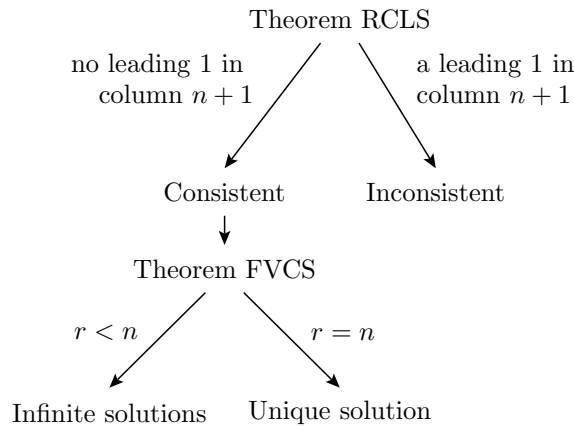 Theorem RCLS
no leading 1 in
column n + 1
a leading 1 in
column n + 1
Consistent
Inconsistent
Theorem FVCS
r < n
r = n
Infinite solutions
Unique solution